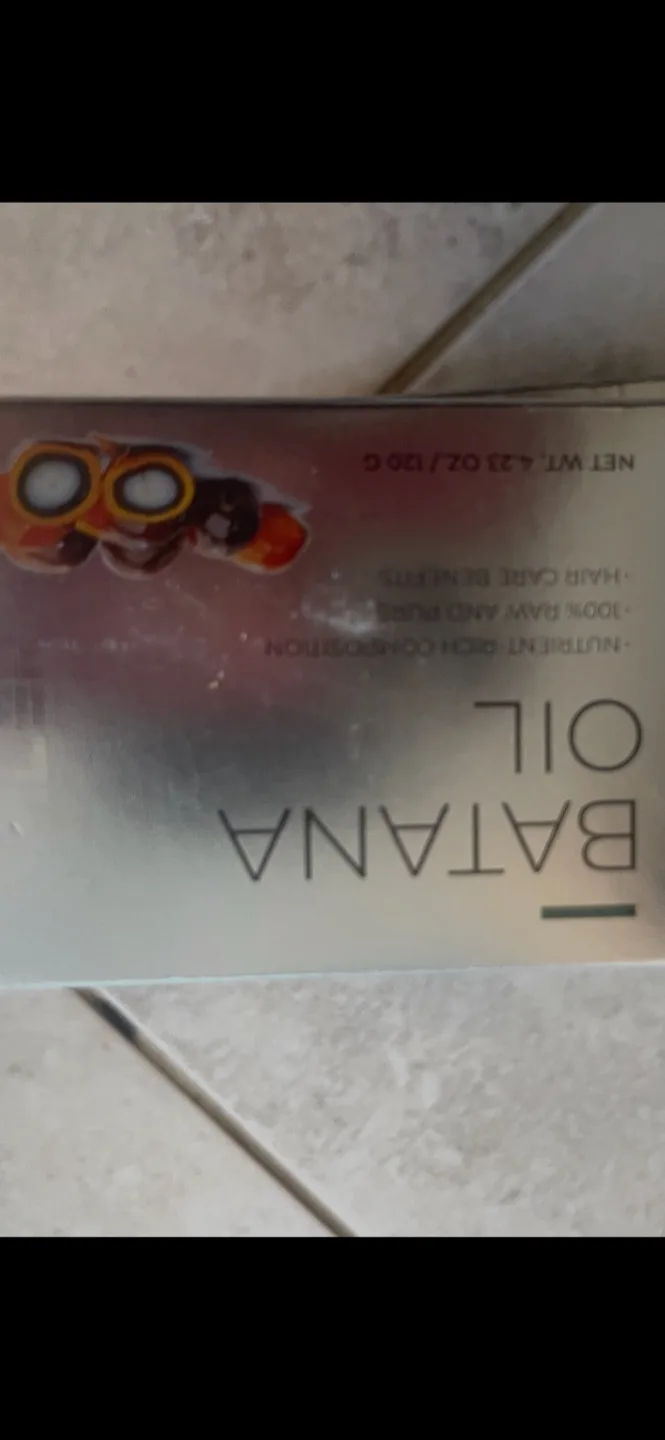 BATANA
OIL
·NUTRIENT-RICH COMPOSITION
·100% RAW AND PURE
·HAIR CARE BENEFITS
NET WT. 4.23 OZ / 120 G